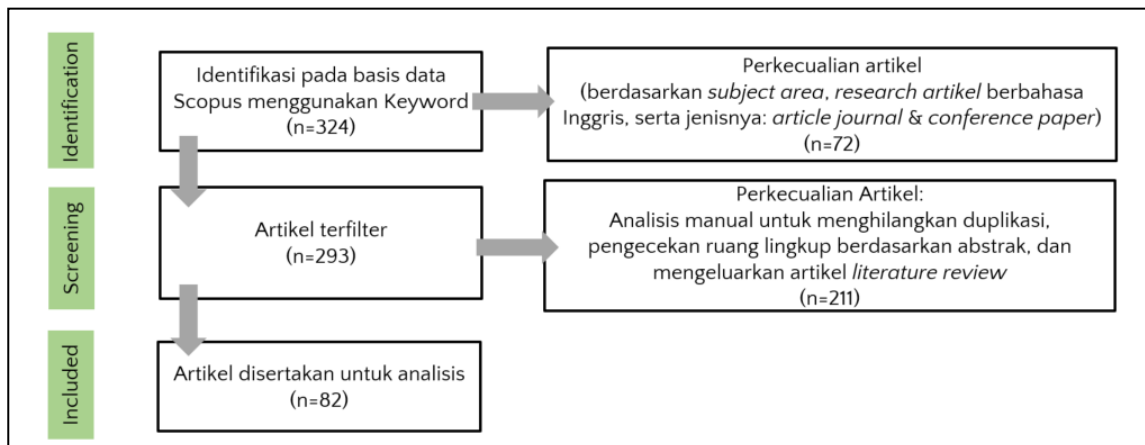 Identification
Identifikasi pada basis data
Scopus menggunakan Keyword
(n=324)
Perkecualian artikel
(berdasarkan subject area, research artikel berbahasa
Inggris, serta jenisnya: article journal & conference paper)
(n=72)
Screening
Artikel terfilter
(n=293)
Perkecualian Artikel:
Analisis manual untuk menghilangkan duplikasi,
pengecekan ruang lingkup berdasarkan abstrak, dan
mengeluarkan artikel literature review
(n=211)
Included
Artikel disertakan untuk analisis
(n=82)